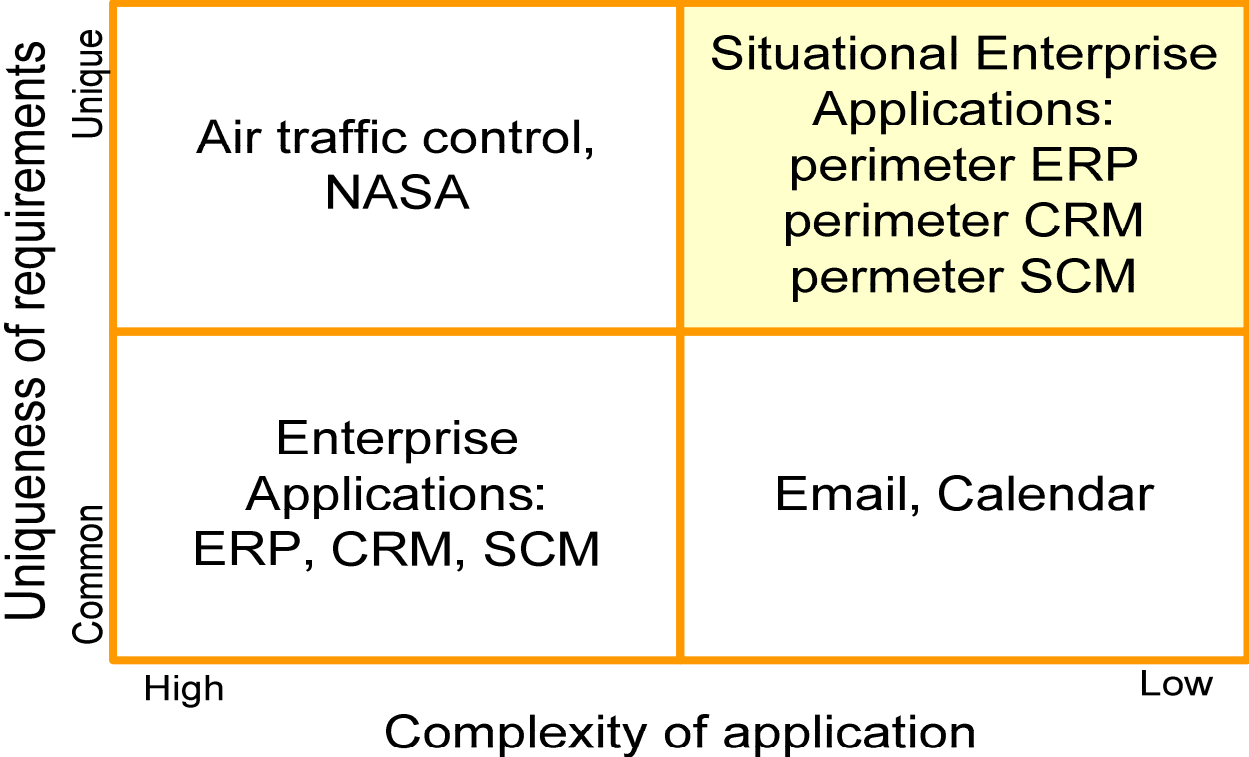 Uniqueness of requirements
Unique
Common
Air traffic control,
NASA
Situational Enterprise
Applications:
perimeter ERP
perimeter CRM
permeter SCM
Enterprise
Applications:
ERP, CRM, SCM
Email, Calendar
High
Low
Complexity of application